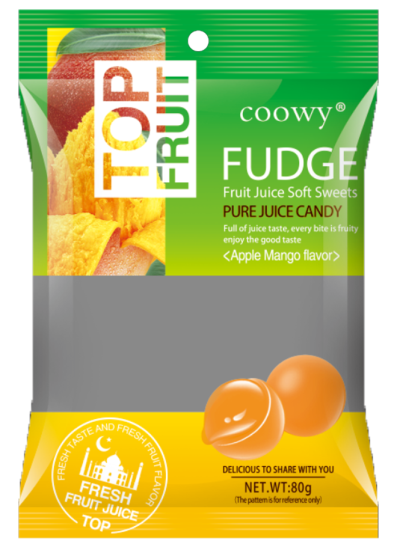 TOP
FRUIT
coowy®
FUDGE
Fruit Juice Soft Sweets
PURE JUICE CANDY
Full of juice taste, every bite is fruity
enjoy the good taste
<Apple Mango flavor>
FRESH TASTE AND FRESH FRUIT FLAVOR
FRESH
FRUIT JUICE
TOP
DELICIOUS TO SHARE WITH YOU
NET.WT:80g
(The pattern is for reference only)